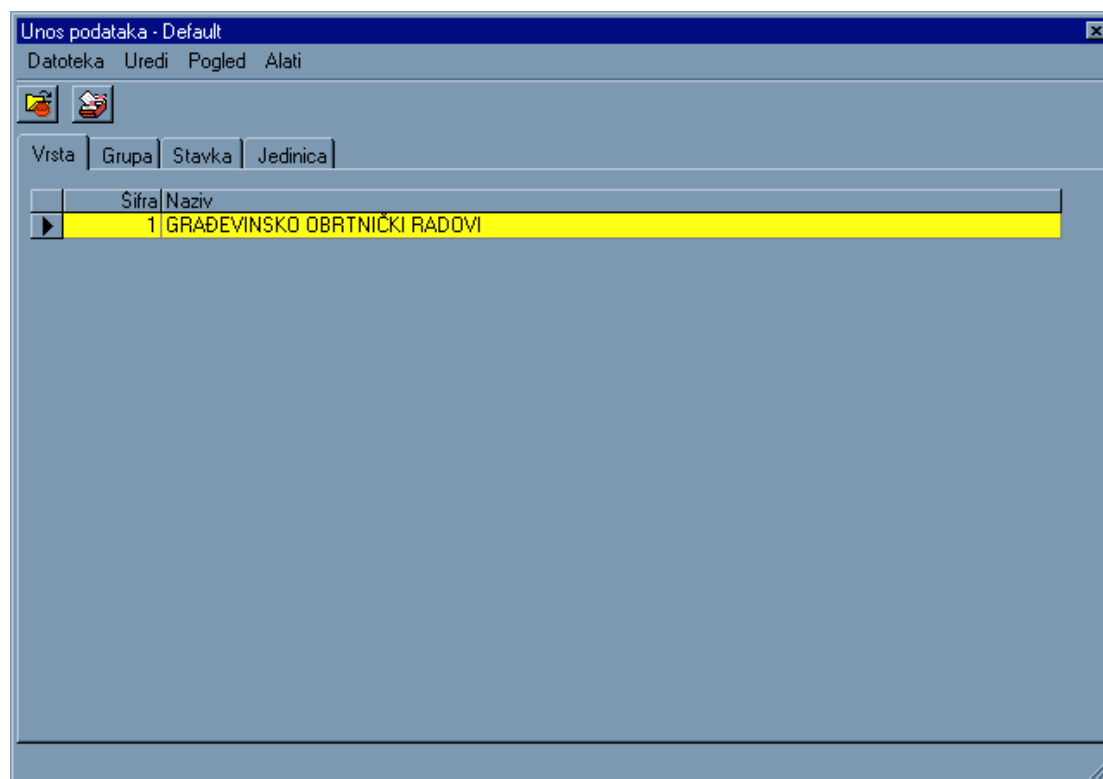 Unos podataka - Default
Datoteka Uredi Pogled Alati
Vrsta Grupa Stavka Jedinica
Šifra Naziv
1 GRAĐEVINSKO OBRTNIČKI RADOVI